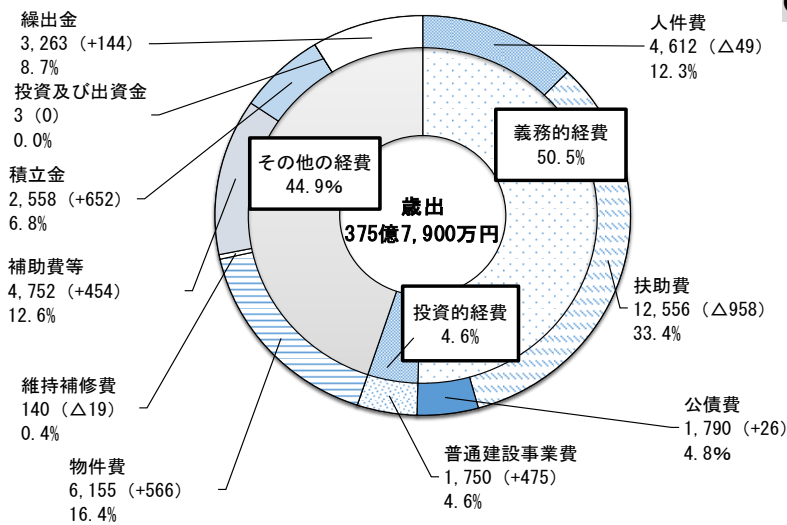 繰出金
3,263（+144）
8.7%
投資及び出資金
3（0）
0.0%
積立金
2,558（+652）
6.8%
補助費等
4,752（+454）
12.6%
維持補修費
140（△19）
0.4%
物件費
6,155（+566）
16.4%
人件費
4,612（△49）
12.3%
義務的経費
50.5%
その他の経費
44.9%
歳出
375億7,900万円
投資的経費
4.6%
扶助費
12,556（△958）
33.4%
公債費
1,790（+26）
4.8%
普通建設事業費
1,750（+475）
4.6%